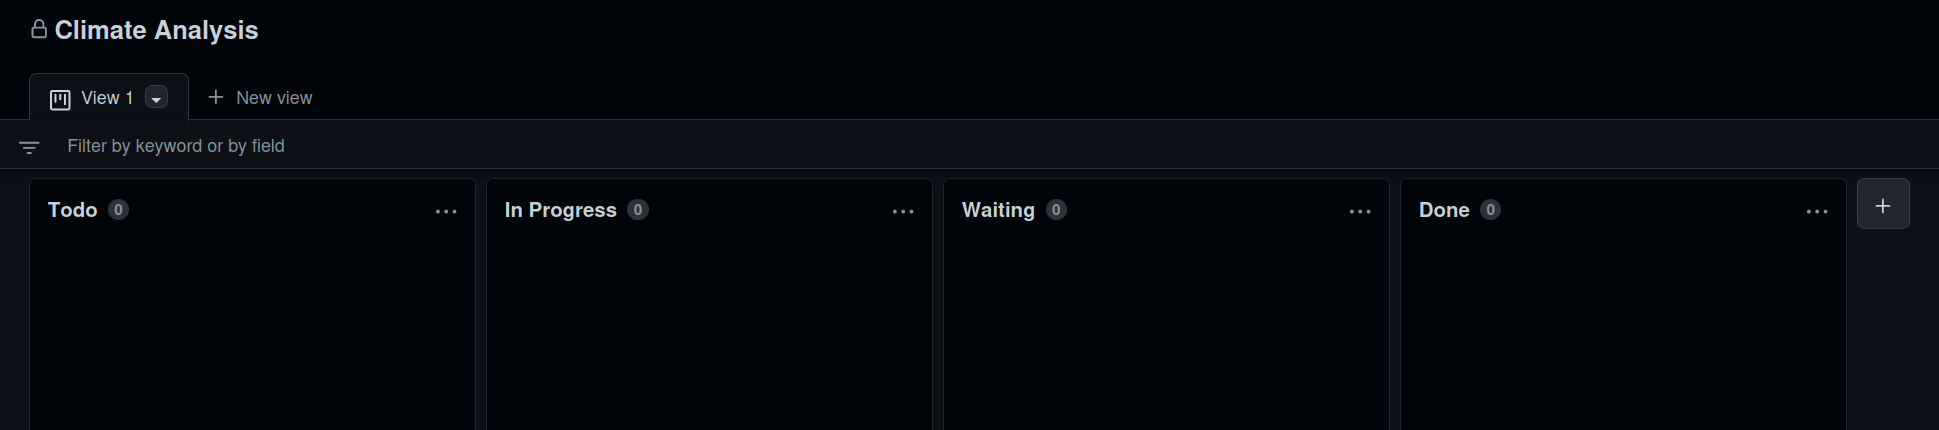 Climate Analysis
View 1
New view
Filter by keyword or by field
Todo 0
In Progress 0
Waiting 0
Done 0